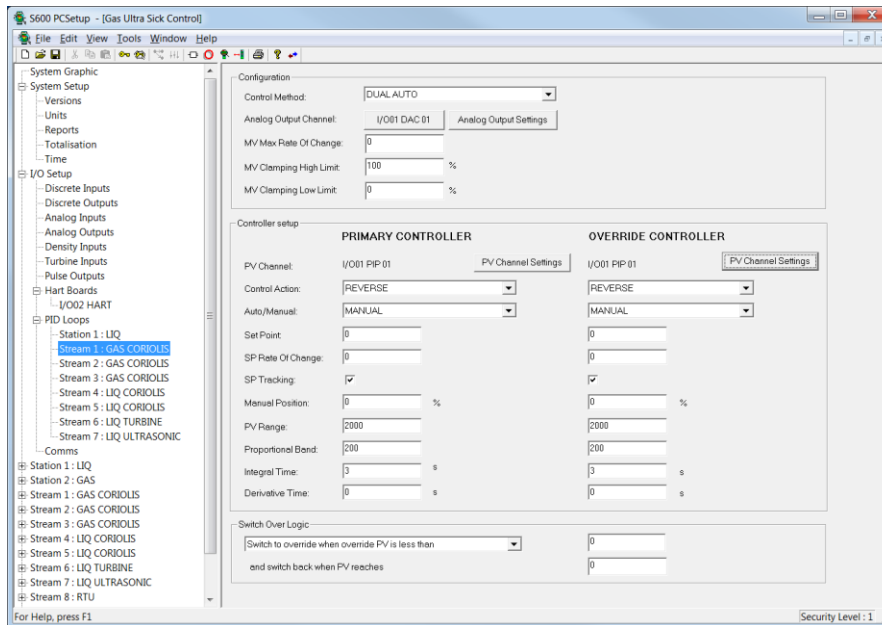 S600 PCSetup - [Gas Ultra Sick Control]
File Edit View Tools Window Help
System Graphic
System Setup
Versions
Units
Reports
Totalisation
Time
I/O Setup
Discrete Inputs
Discrete Outputs
Analog Inputs
Analog Outputs
Density Inputs
Turbine Inputs
Pulse Outputs
Hart Boards
I/O02 HART
PID Loops
Station 1 : LIQ
Stream 1 : GAS CORIOLIS
Stream 2 : GAS CORIOLIS
Stream 3 : GAS CORIOLIS
Stream 4 : LIQ CORIOLIS
Stream 5 : LIQ CORIOLIS
Stream 6 : LIQ TURBINE
Stream 7 : LIQ ULTRASONIC
Comms
Station 1 : LIQ
Station 2 : GAS
Stream 1 : GAS CORIOLIS
Stream 2 : GAS CORIOLIS
Stream 3 : GAS CORIOLIS
Stream 4 : LIQ CORIOLIS
Stream 5 : LIQ CORIOLIS
Stream 6 : LIQ TURBINE
Stream 7 : LIQ ULTRASONIC
Stream 8 : RTU
Configuration
Control Method: DUAL AUTO
Analog Output Channel: I/O01 DAC 01 Analog Output Settings
MV Max Rate Of Change: 0
MV Clamping High Limit: 100 %
MV Clamping Low Limit: 0 %
Controller setup
PRIMARY CONTROLLER OVERRIDE CONTROLLER
PV Channel: I/O01 PIP 01 PV Channel Settings I/O01 PIP 01 PV Channel Settings
Control Action: REVERSE REVERSE
Auto/Manual: MANUAL MANUAL
Set Point: 0 0
SP Rate Of Change: 0 0
SP Tracking:
Manual Position: 0 % 0 %
PV Range: 2000 2000
Proportional Band: 200 200
Integral Time: 3 s 3 s
Derivative Time: 0 s 0 s
Switch Over Logic
Switch to override when override PV is less than 0
and switch back when PV reaches 0
For Help, press F1 Security Level : 1